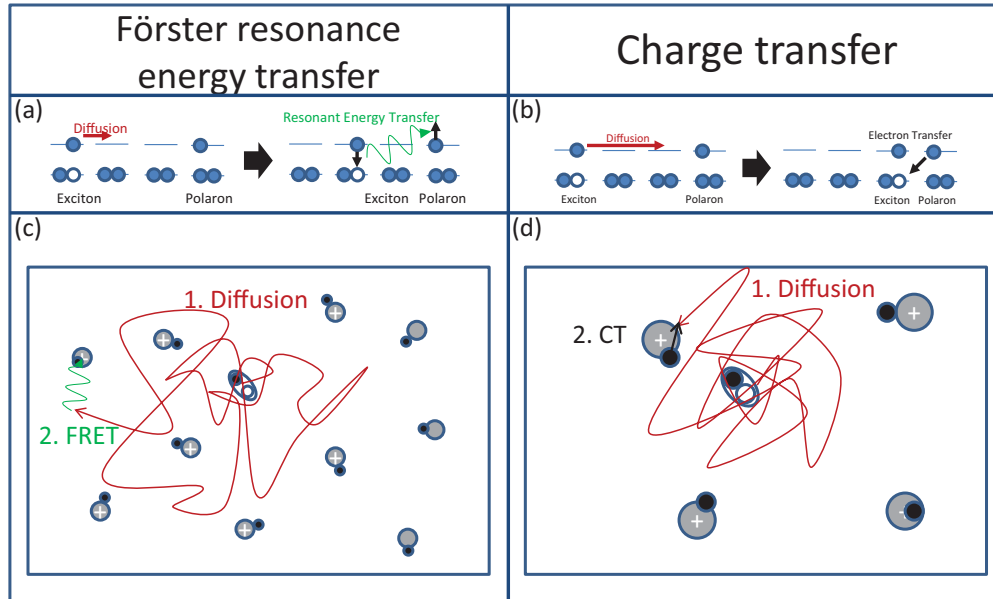 Förster resonance
energy transfer
Charge transfer
(a)
Diffusion
Resonant Energy Transfer
Exciton
Polaron
Exciton
Polaron
(b)
Diffusion
Electron Transfer
Exciton
Polaron
Exciton
Polaron
(c)
1. Diffusion
+
+
+
2. FRET
+
+
+
+
(d)
1. Diffusion
2. CT
+
+
+
-